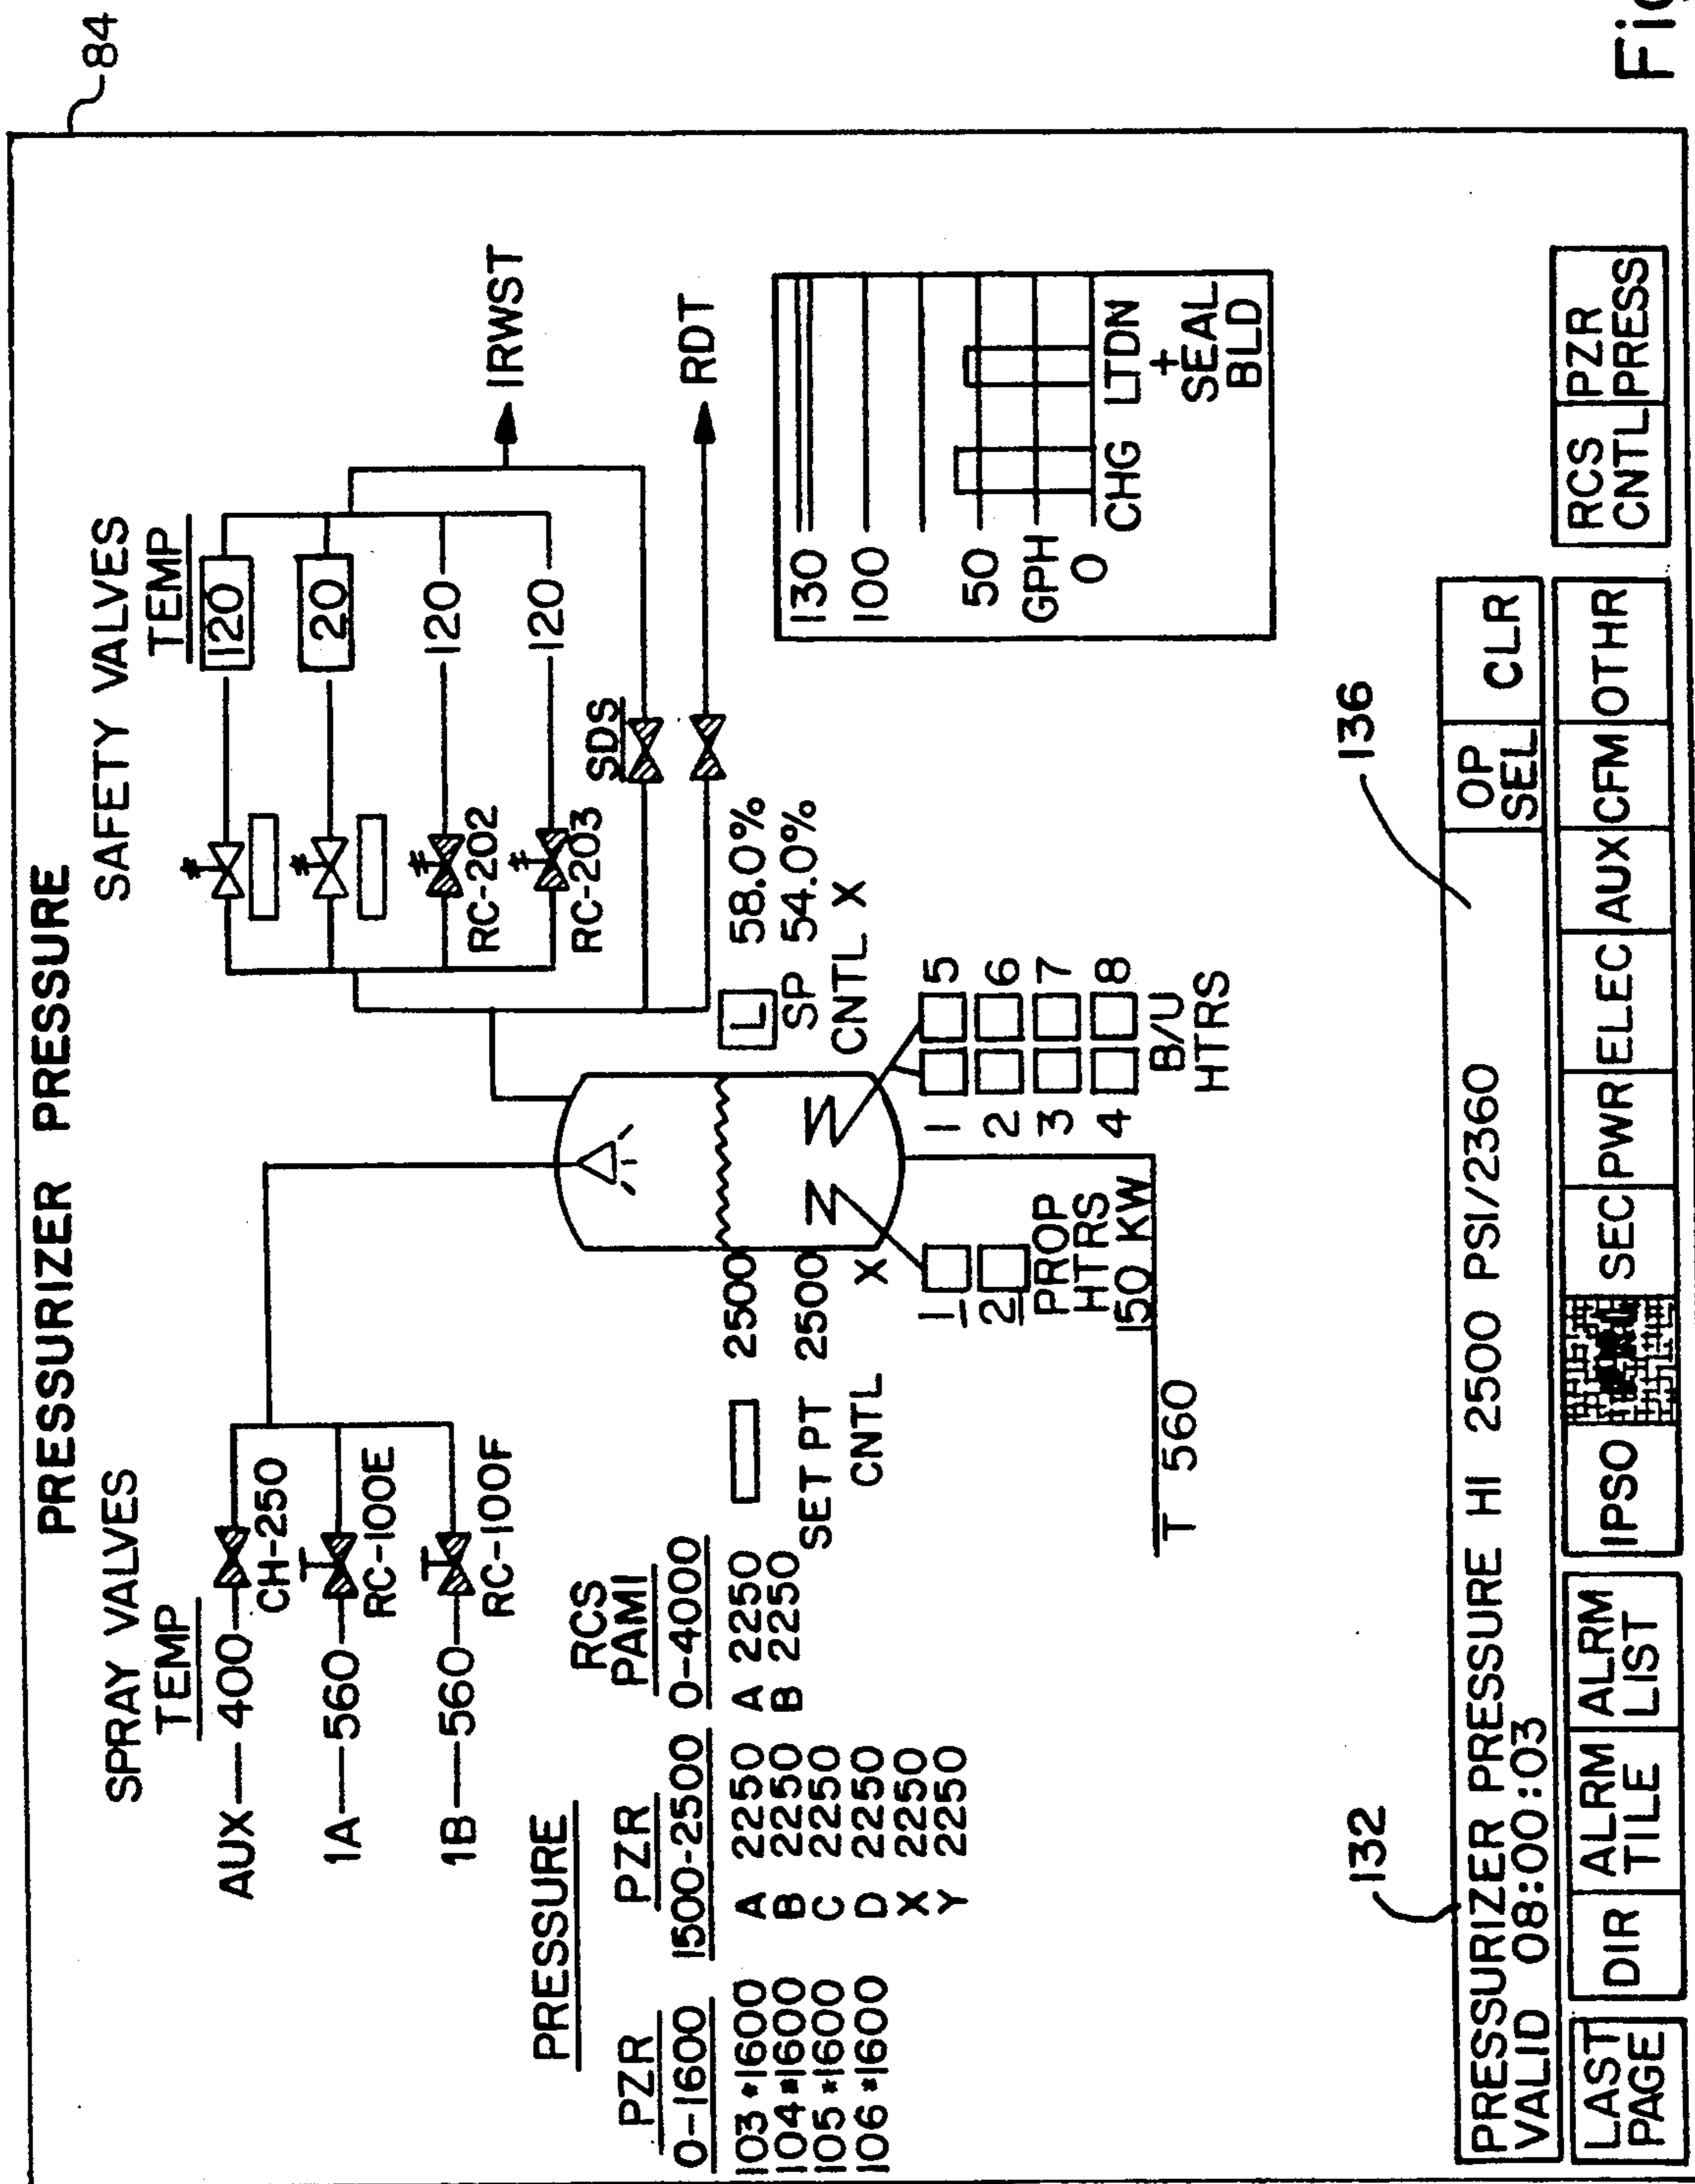 84
PRESSURIZER PRESSURE
SPRAY VALVES
TEMP
AUX 400
CH-250
1A 560
RC-100E
1B 560
RC-100F
SAFETY VALVES
TEMP
120
20
120
RC-202
120
RC-203
IRWST
SDS
RDT
PRESSURE
PZR
0-1600
103 *1600
104 *1600
105 *1600
106 *1600
PZR
1500-2500
A 2250
B 2250
C 2250
D 2250
X 2250
Y 2250
RCS
PAMI
0-4000
A 2250
B 2250
2500
SET PT 2500
CNTL X
L 58.0%
SP 54.0%
CNTL X
1
2
PROP
HTRS
150 KW
1 5
2 6
3 7
4 8
B/U
HTRS
T 560
130
100
50
GPH
0
CHG LTDN
+
SEAL
BLD
132
136
PRESSURIZER PRESSURE HI 2500 PSI/2360
VALID 08:00:03
OP
SEL
CLR
LAST
PAGE
DIR
ALRM
TILE
ALRM
LIST
IPSO
SEC
PWR
ELEC
AUX
CFM
OTHR
RCS
CNTL
PZR
PRESS